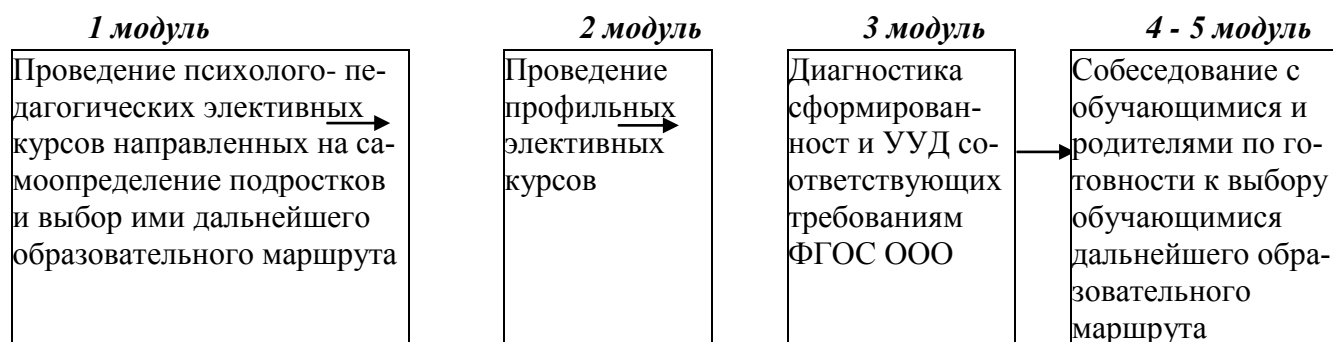 1 модуль
Проведение психолого- пе-
дагогических элективных
курсов направленных на са-
моопределение подростков
и выбор ими дальнейшего
образовательного маршрута
2 модуль
Проведение
профильных
элективных
курсов
3 модуль
Диагностика
сформирован-
ност и УУД со-
ответствующих
требованиям
ФГОС ООО
4 - 5 модуль
Собеседование с
обучающимися и
родителями по го-
товности к выбору
обучающимися
дальнейшего обра-
зовательного
маршрута